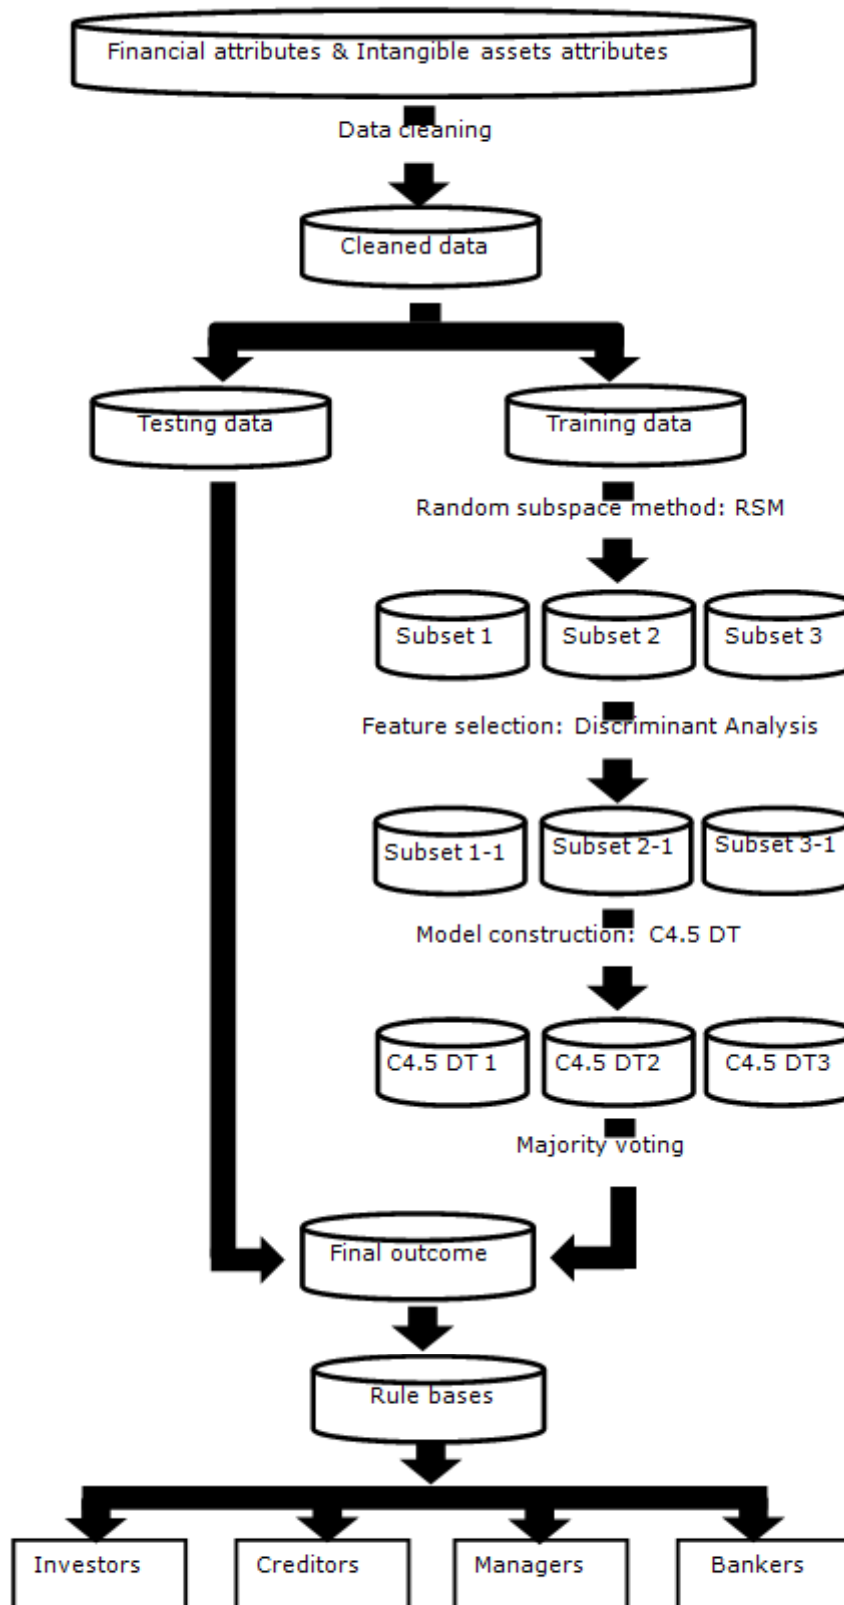 Financial attributes & Intangible assets attributes
Data cleaning
Cleaned data
Testing data
Training data
Random subspace method: RSM
Subset 1
Subset 2
Subset 3
Feature selection: Discriminant Analysis
Subset 1-1
Subset 2-1
Subset 3-1
Model construction: C4.5 DT
C4.5 DT 1
C4.5 DT2
C4.5 DT3
Majority voting
Final outcome
Rule bases
Investors
Creditors
Managers
Bankers